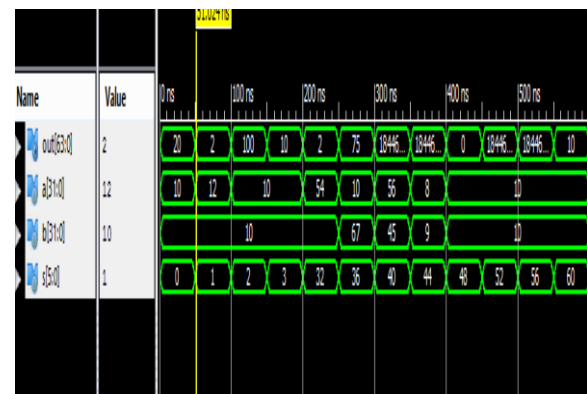 51.024 ns
Name Value 0 ns 100 ns 200 ns 300 ns 400 ns 500 ns
out[63:0] 2 20 2 100 10 2 75 18446... 18446... 0 18446... 18446... 10
a[31:0] 12 10 12 10 54 10 56 8 10
b[31:0] 10 10 67 45 9 10
s[5:0] 1 0 1 2 3 32 36 40 44 48 52 56 60